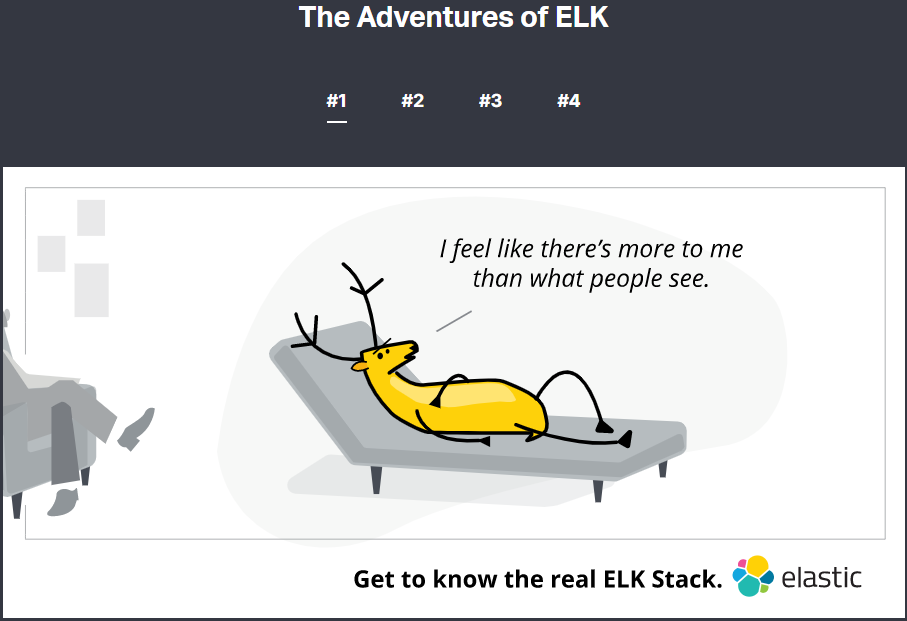 The Adventures of ELK
#1 #2 #3 #4
I feel like there's more to me
than what people see.
Get to know the real ELK Stack. elastic